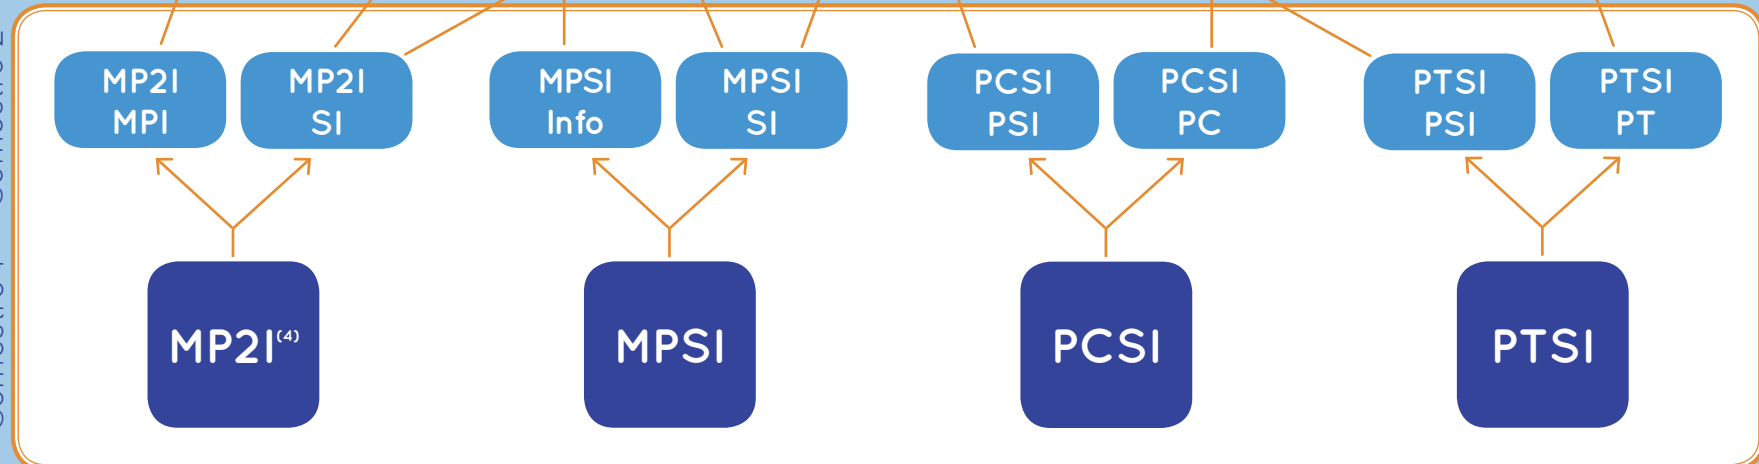 MP2I
MPI
MP2I
SI
MPSI
Info
MPSI
SI
PCSI
PSI
PCSI
PC
PTSI
PSI
PTSI
PT
MP2I(4)
MPSI
PCSI
PTSI